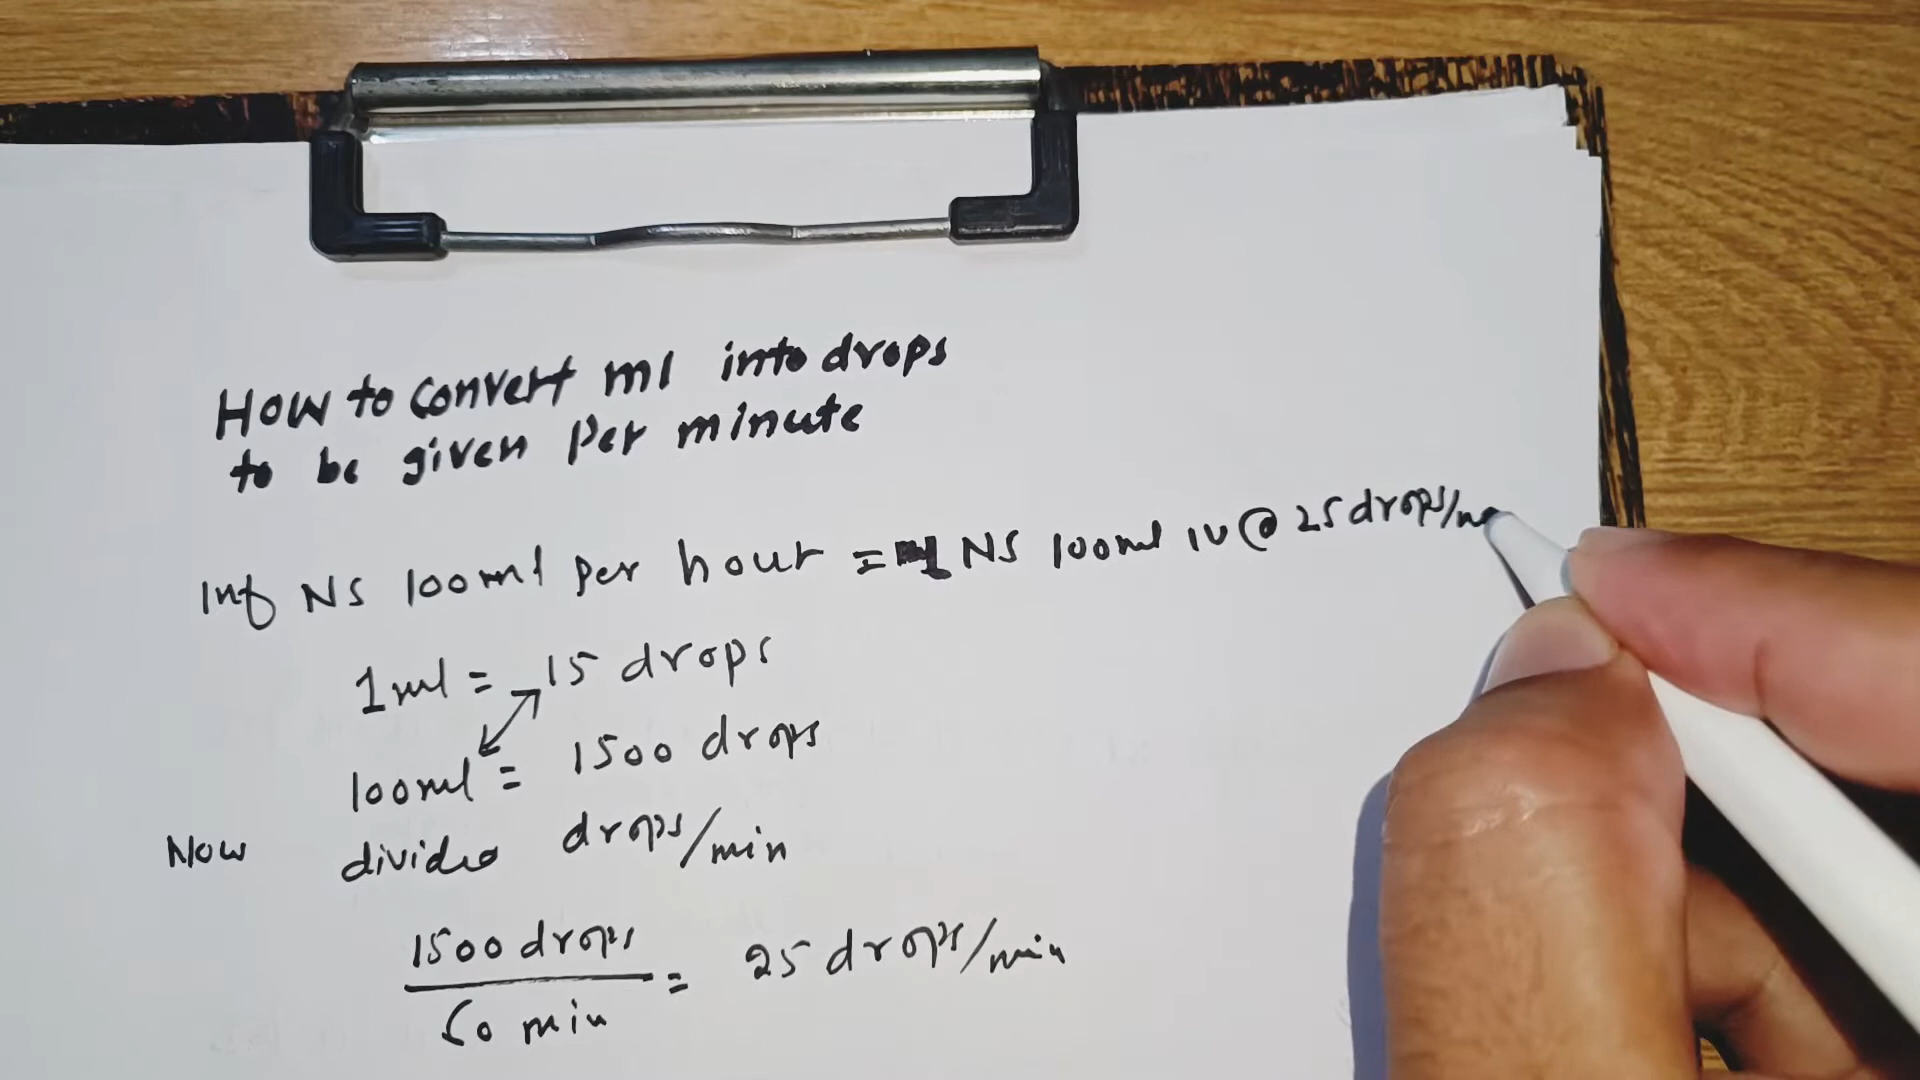 How to convert ml into drops
to be given Per minute
Inf NS 100ml per hour = NS 100ml IV @ 25 drops/m
1ml = 15 drops
100ml = 1500 drops
Now divide drops/min
1500 drops
60 min
= 25 drops/min